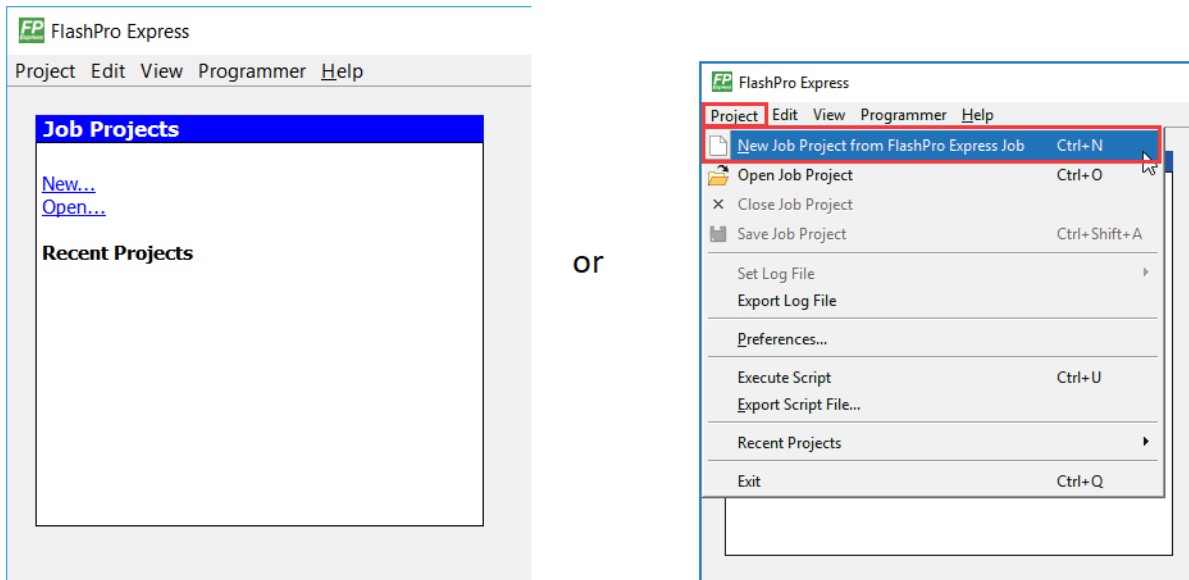 FP Express FlashPro Express
Project Edit View Programmer Help
Job Projects
New...
Open...
Recent Projects
or
FP Express FlashPro Express
Project Edit View Programmer Help
New Job Project from FlashPro Express Job Ctrl+N
Open Job Project Ctrl+O
Close Job Project
Save Job Project Ctrl+Shift+A
Set Log File
Export Log File
Preferences...
Execute Script Ctrl+U
Export Script File...
Recent Projects
Exit Ctrl+Q